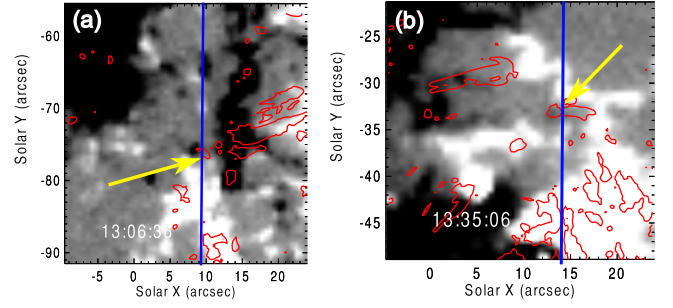 (a)
Solar Y (arcsec)
-60
-70
-80
-90
13:06:36
-5 0 5 10 15 20
Solar X (arcsec)
(b)
Solar Y (arcsec)
-25
-30
-35
-40
-45
13:35:06
0 5 10 15 20
Solar X (arcsec)